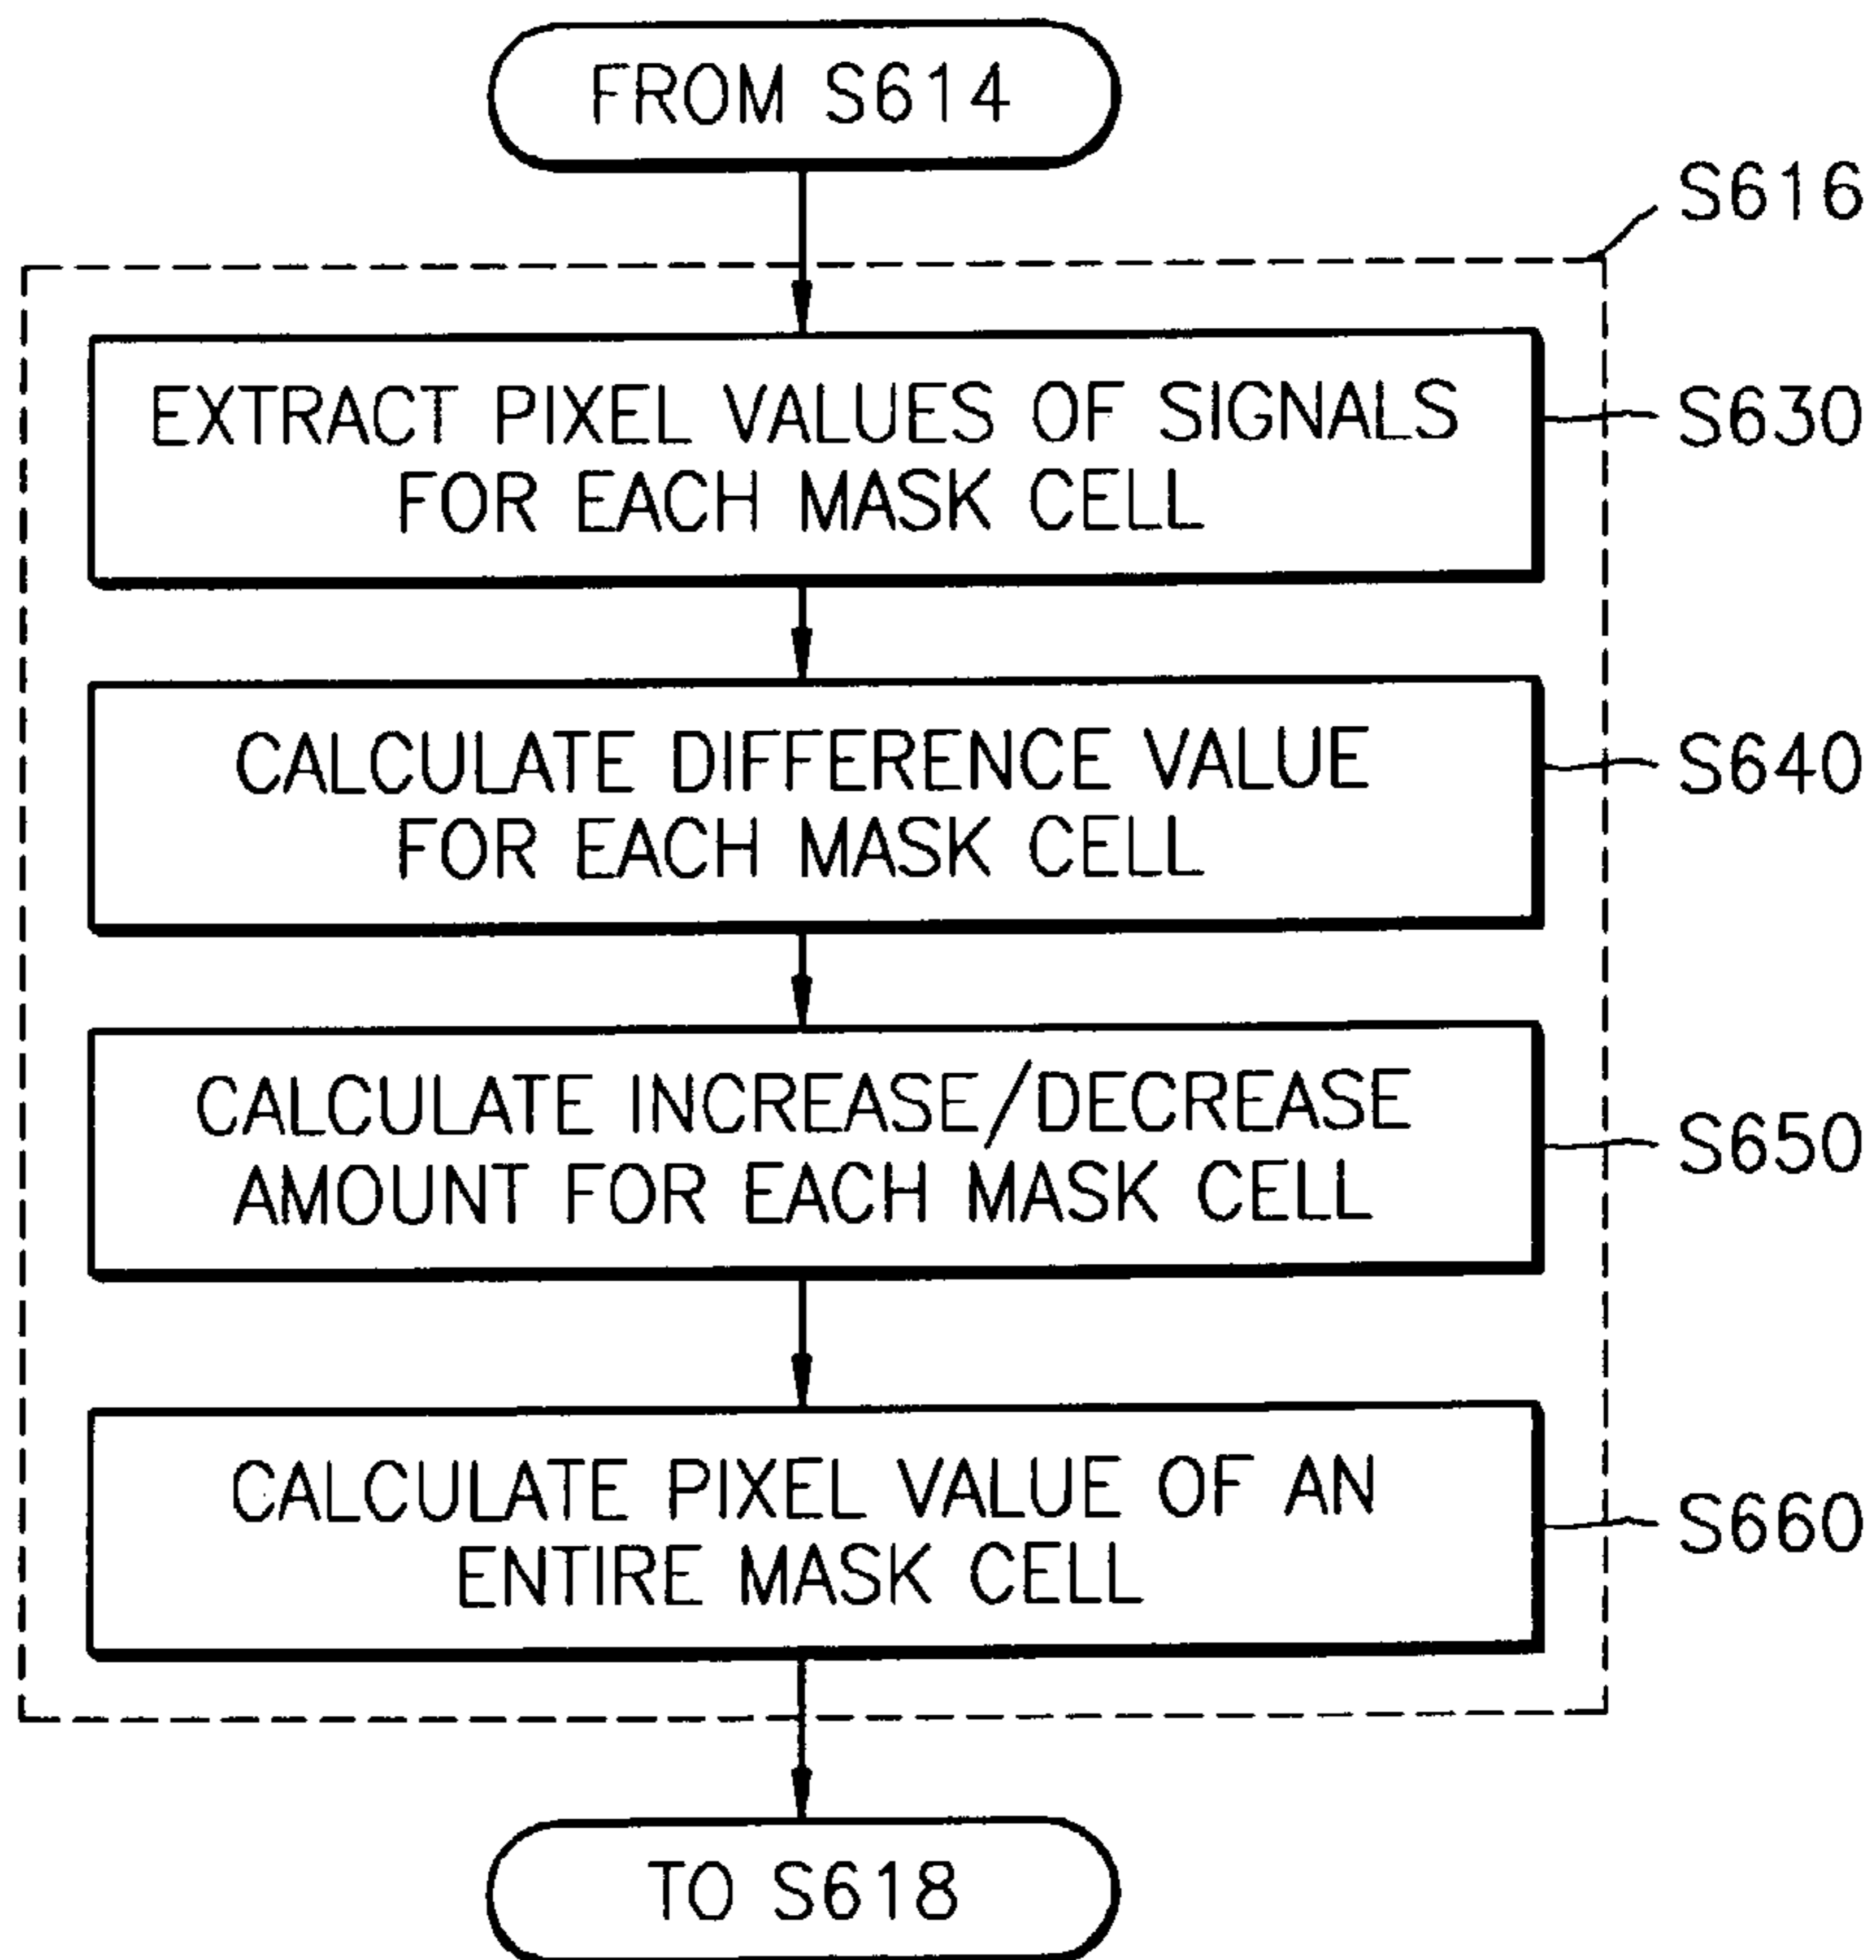 FROM S614
S616
EXTRACT PIXEL VALUES OF SIGNALS
FOR EACH MASK CELL
S630
CALCULATE DIFFERENCE VALUE
FOR EACH MASK CELL
S640
CALCULATE INCREASE/DECREASE
AMOUNT FOR EACH MASK CELL
S650
CALCULATE PIXEL VALUE OF AN
ENTIRE MASK CELL
S660
TO S618